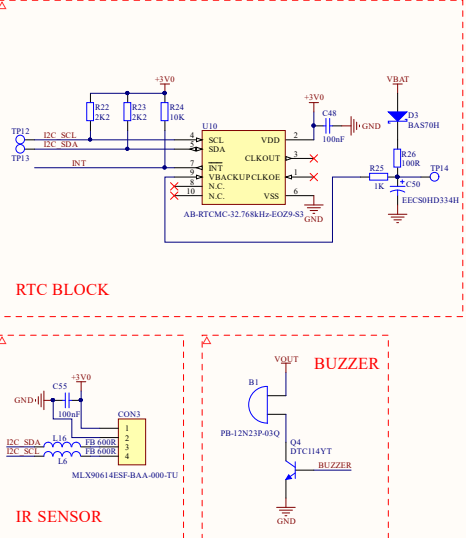 +3V0
R22
2K2
R23
2K2
R24
10K
TP12
I2C_SCL
TP13
I2C_SDA
INT
U10
4
SCL
5
SDA
7
INT
9
VBACKUP
8
N.C.
10
N.C.
VDD
2
CLKOUT
3
CLKOE
1
VSS
6
AB-RTCMC-32.768kHz-EOZ9-S3
+3V0
C48
100nF
GND
GND
VBAT
D3
BAS70H
R26
100R
R25
1K
TP14
+
C50
EECS0HD334H
RTC BLOCK
+3V0
C55
GND
100nF
CON3
1
2
3
4
I2C_SDA
L16
FB 600R
I2C_SCL
L6
FB 600R
MLX90614ESF-BAA-000-TU
IR SENSOR
VOUT
BUZZER
B1
PB-12N23P-03Q
Q4
DTC114YT
BUZZER
GND